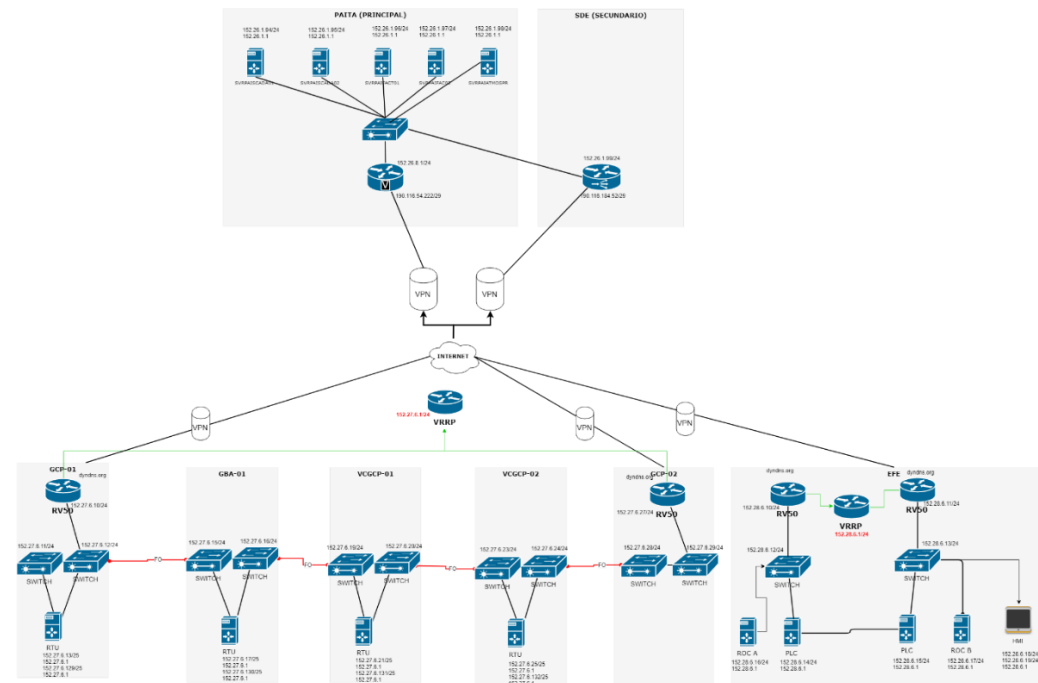 PAITA (PRINCIPAL)
SDE (SECUNDARIO)
152.26.1.94/24
152.26.1.1
152.26.1.95/24
152.26.1.1
152.26.1.96/24
152.26.1.1
152.26.1.97/24
152.26.1.1
152.26.1.98/24
152.26.1.1
152.26.1.99/24
190.116.54.222/29
VPN
VPN
INTERNET
152.27.6.1/24
VRRP
VPN
VPN
VPN
GCP-01
dyndns.org
152.27.6.10/24
RV50
152.27.6.11/24
152.27.6.12/24
SWITCH
SWITCH
FO
RTU
152.27.6.13/25
152.27.6.1
152.27.6.129/25
152.27.6.1
GBA-01
152.27.6.15/24
152.27.6.16/24
SWITCH
SWITCH
FO
RTU
152.27.6.17/25
152.27.6.1
152.27.6.130/25
152.27.6.1
VCGCP-01
152.27.6.19/24
152.27.6.20/24
SWITCH
SWITCH
FO
RTU
152.27.6.21/25
152.27.6.1
152.27.6.131/25
152.27.6.1
VCGCP-02
152.27.6.23/24
152.27.6.24/24
SWITCH
SWITCH
FO
RTU
152.27.6.25/25
152.27.6.1
152.27.6.132/25
152.27.6.1
GCP-02
dyndns.org
RV50
152.27.6.27/24
152.27.6.28/24
152.27.6.29/24
SWITCH
SWITCH
EFE
dyndns.org
dyndns.org
RV50
152.28.6.10/24
VRRP
152.28.6.1/24
RV50
152.28.6.11/24
152.28.6.12/24
SWITCH
152.28.6.13/24
SWITCH
ROC A
152.28.6.16/24
152.28.6.1
PLC
152.28.6.14/24
152.28.6.1
PLC
152.28.6.15/24
152.28.6.1
ROC B
152.28.6.17/24
152.28.6.1
HMI
152.28.6.18/24
152.28.6.19/24
152.28.6.1